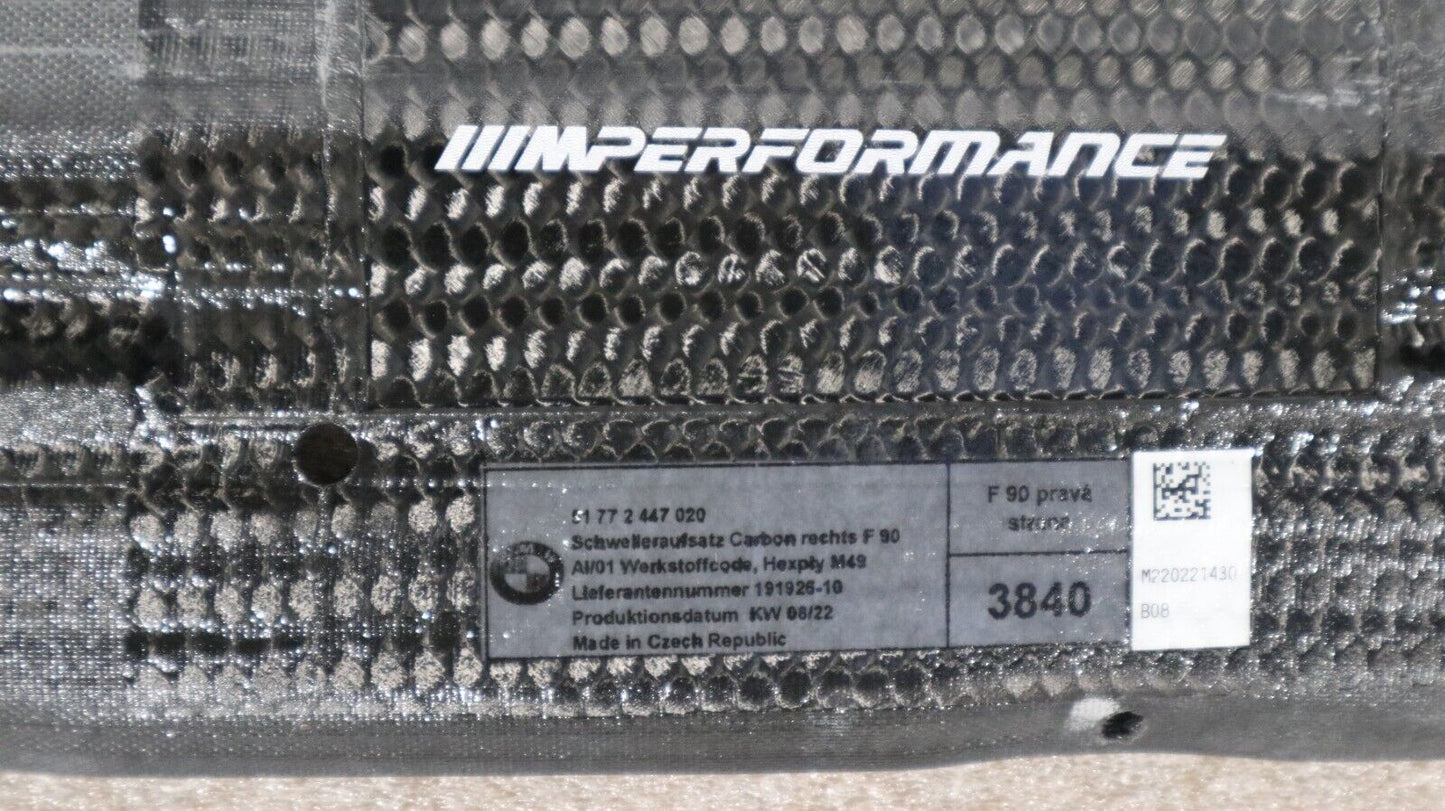 ///MPERFORMANCE
51 77 2 447 020
Schwelleraufsatz Carbon rechts F 90
AI/01 Werkstoffcode, Hexply M49
Lieferantennummer 191926-10
Produktionsdatum KW 08/22
Made in Czech Republic
F 90 pravá
strana
3840
M220221430
B08